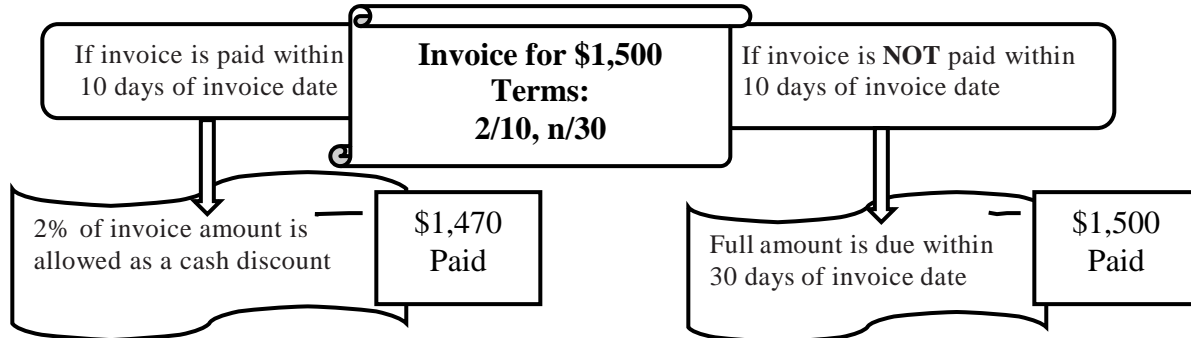 If invoice is paid within
10 days of invoice date
Invoice for $1,500
Terms:
2/10, n/30
If invoice is NOT paid within
10 days of invoice date
2% of invoice amount is
allowed as a cash discount
$1,470
Paid
Full amount is due within
30 days of invoice date
$1,500
Paid